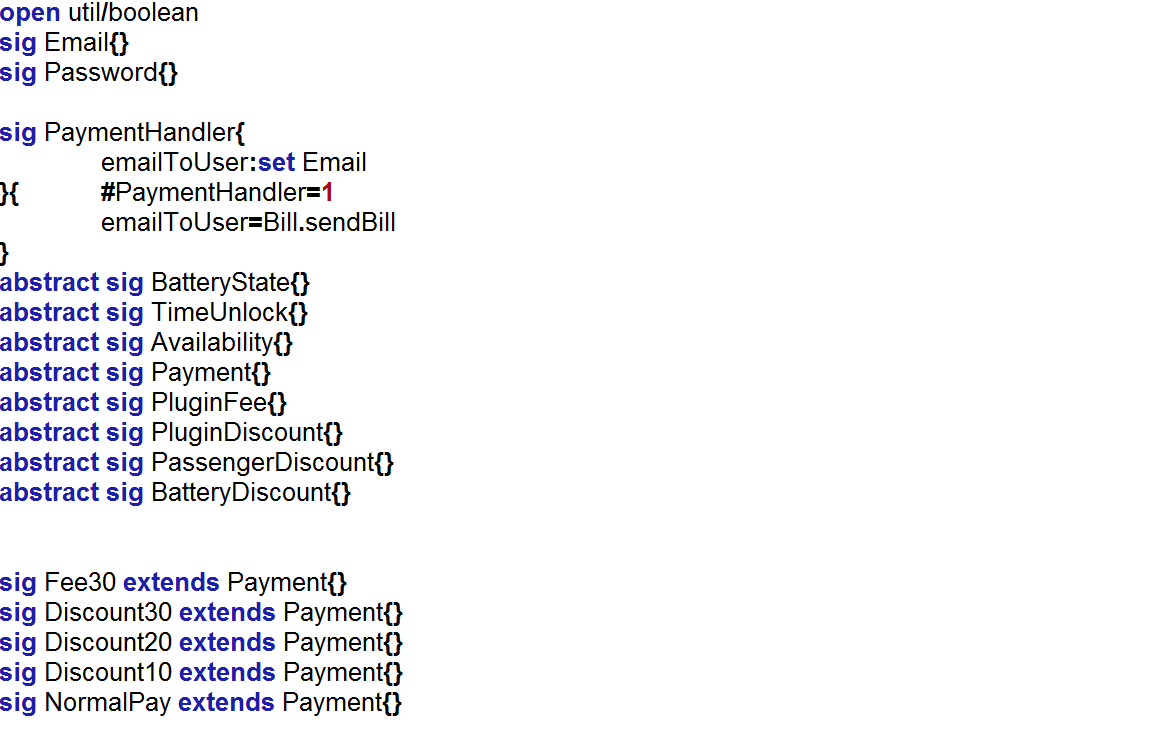 open util/boolean
sig Email{}
sig Password{}
sig PaymentHandler{
emailToUser:set Email
}{ #PaymentHandler=1
emailToUser=Bill.sendBill
}
abstract sig BatteryState{}
abstract sig TimeUnlock{}
abstract sig Availability{}
abstract sig Payment{}
abstract sig PluginFee{}
abstract sig PluginDiscount{}
abstract sig PassengerDiscount{}
abstract sig BatteryDiscount{}
sig Fee30 extends Payment{}
sig Discount30 extends Payment{}
sig Discount20 extends Payment{}
sig Discount10 extends Payment{}
sig NormalPay extends Payment{}